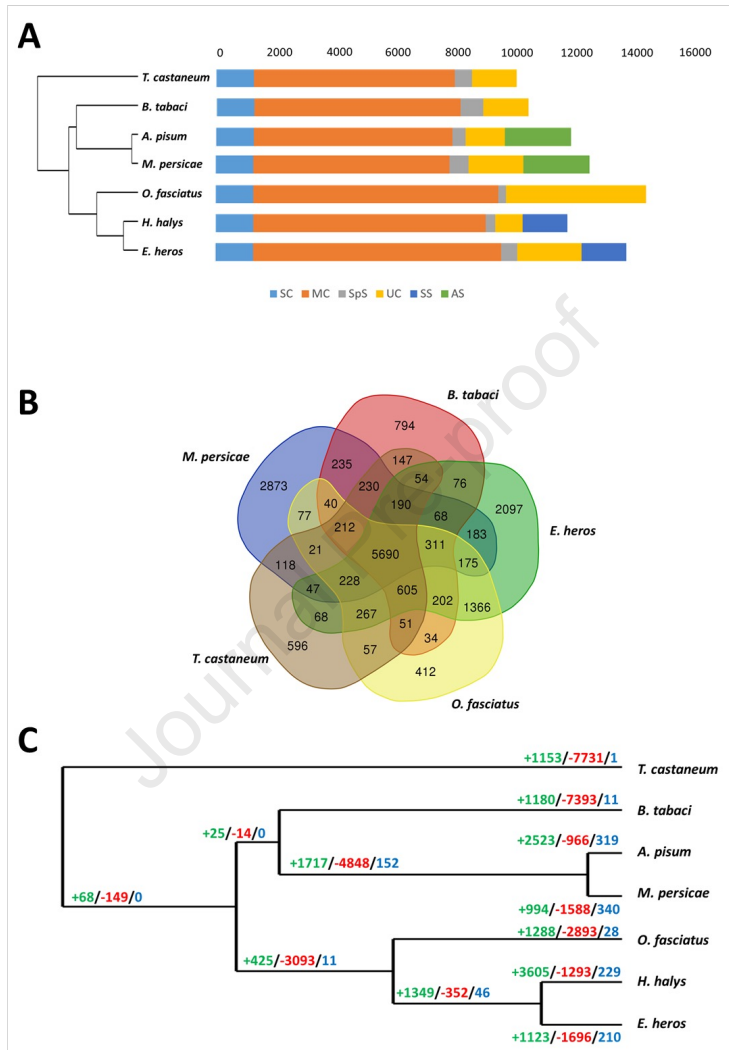 A
0 2000 4000 6000 8000 10000 12000 14000 16000
T. castaneum
B. tabaci
A. pisum
M. persicae
O. fasciatus
H. halys
E. heros
SC MC SpS UC SS AS
B
B. tabaci
M. persicae
E. heros
T. castaneum
O. fasciatus
794
147
235
2873
230
54
76
2097
190
40
77
68
183
212
311
21
5690
175
118
228
47
605
202
1366
68
267
51
34
596
57
412
Journal Pre-proof
C
+1153/-7731/1
T. castaneum
+1180/-7393/11
B. tabaci
+25/-14/0
+2523/-966/319
A. pisum
+1717/-4848/152
+68/-149/0
M. persicae
+994/-1588/340
+1288/-2893/28
O. fasciatus
+425/-3093/11
+3605/-1293/229
H. halys
+1349/-352/46
E. heros
+1123/-1696/210